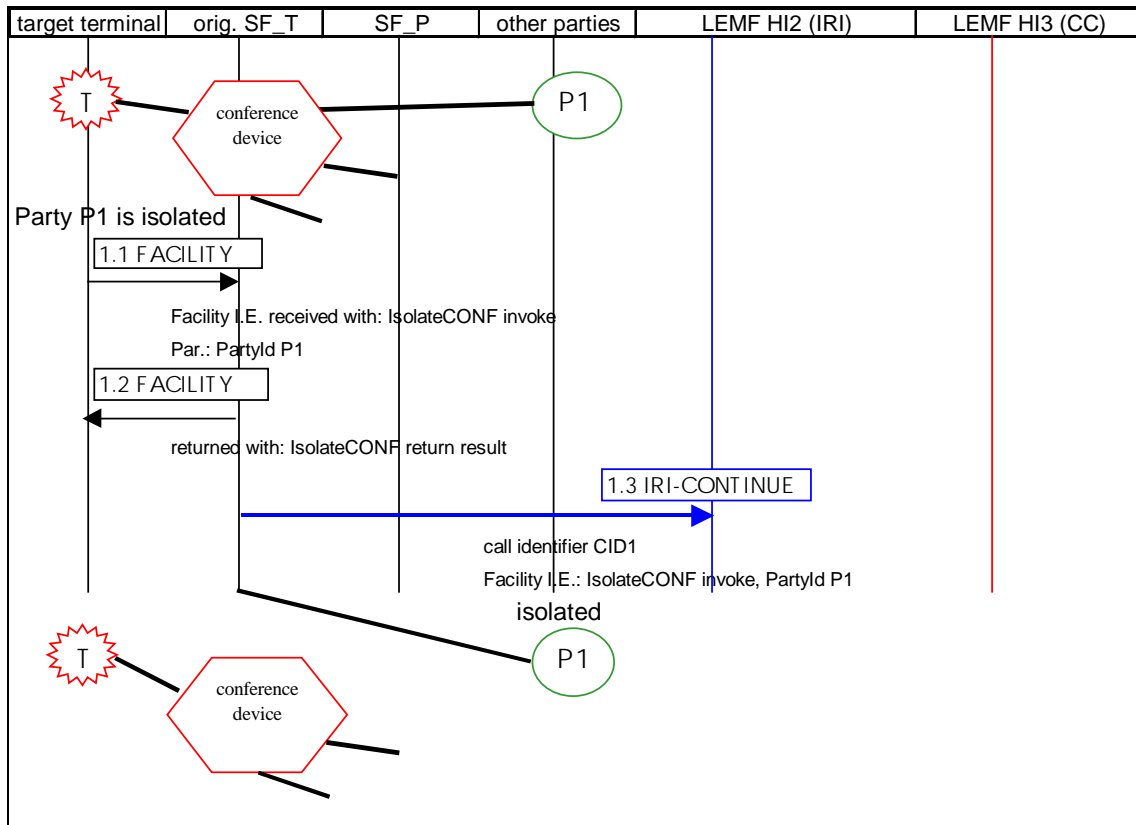 target terminal orig. SF_T SF_P other parties LEMF HI2 (IRI) LEMF HI3 (CC)
T conference device P1
Party P1 is isolated
1.1 FACILITY
Facility I.E. received with: IsolateCONF invoke
Par.: PartyId P1
1.2 FACILITY
returned with: IsolateCONF return result
1.3 IRI-CONTINUE
call identifier CID1
Facility I.E.: IsolateCONF invoke, PartyId P1
isolated
T P1
conference
device